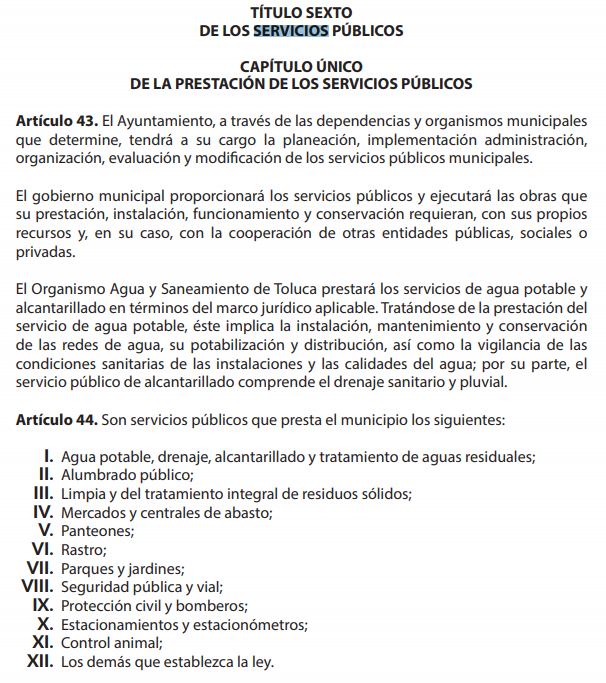 TÍTULO SEXTO
DE LOS SERVICIOS PÚBLICOS
CAPÍTULO ÚNICO
DE LA PRESTACIÓN DE LOS SERVICIOS PÚBLICOS
Artículo 43. El Ayuntamiento, a través de las dependencias y organismos municipales
que determine, tendrá a su cargo la planeación, implementación administración,
organización, evaluación y modificación de los servicios públicos municipales.
El gobierno municipal proporcionará los servicios públicos y ejecutará las obras que
su prestación, instalación, funcionamiento y conservación requieran, con sus propios
recursos y, en su caso, con la cooperación de otras entidades públicas, sociales o
privadas.
El Organismo Agua y Saneamiento de Toluca prestará los servicios de agua potable y
alcantarillado en términos del marco jurídico aplicable. Tratándose de la prestación del
servicio de agua potable, éste implica la instalación, mantenimiento y conservación
de las redes de agua, su potabilización y distribución, así como la vigilancia de las
condiciones sanitarias de las instalaciones y las calidades del agua; por su parte, el
servicio público de alcantarillado comprende el drenaje sanitario y pluvial.
Artículo 44. Son servicios públicos que presta el municipio los siguientes:
I. Agua potable, drenaje, alcantarillado y tratamiento de aguas residuales;
II. Alumbrado público;
III. Limpia y del tratamiento integral de residuos sólidos;
IV. Mercados y centrales de abasto;
V. Panteones;
VI. Rastro;
VII. Parques y jardines;
VIII. Seguridad pública y vial;
IX. Protección civil y bomberos;
X. Estacionamientos y estacionómetros;
XI. Control animal;
XII. Los demás que establezca la ley.